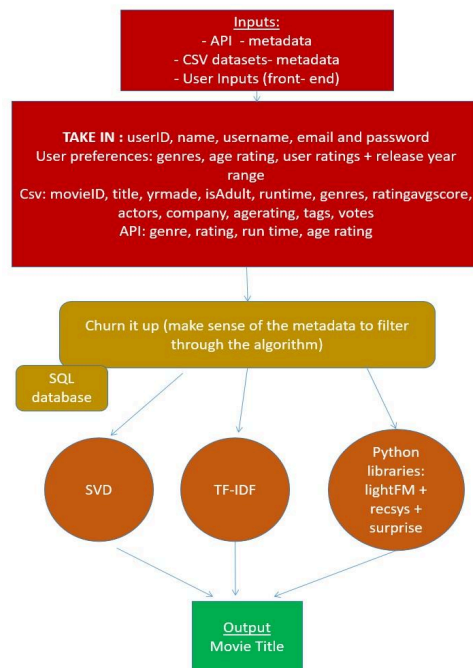 Inputs:
- API - metadata
- CSV datasets- metadata
- User Inputs (front- end)
TAKE IN : userID, name, username, email and password
User preferences: genres, age rating, user ratings + release year
range
Csv: movieID, title, yrmade, isAdult, runtime, genres, ratingavgscore,
actors, company, agerating, tags, votes
API: genre, rating, run time, age rating
Churn it up (make sense of the metadata to filter
through the algorithm)
SQL
database
SVD
TF-IDF
Python
libraries:
lightFM +
recsys +
surprise
Output
Movie Title